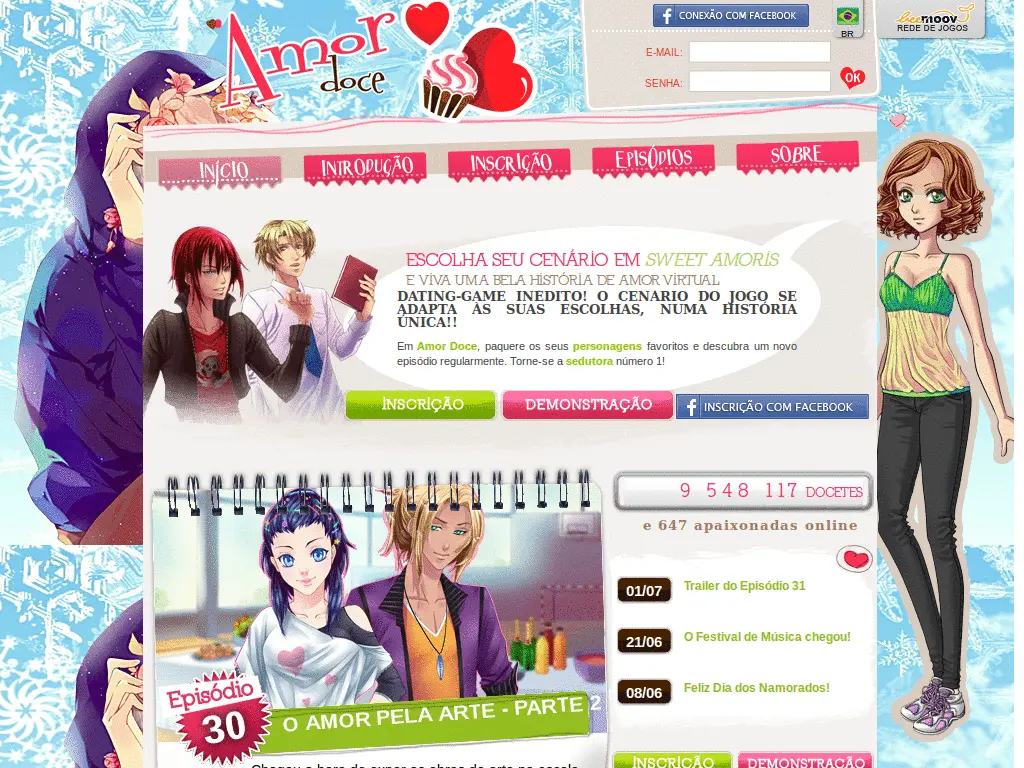 Amor
doce
CONEXÃO COM FACEBOOK
BR
beemoov
REDE DE JOGOS
E-MAIL:
SENHA:
OK
INÍCIO
INTRODUÇÃO
INSCRIÇÃO
EPISÓDIOS
SOBRE
ESCOLHA SEU CENÁRIO EM SWEET AMORIS
E VIVA UMA BELA HISTÓRIA DE AMOR VIRTUAL
DATING-GAME INEDITO! O CENARIO DO JOGO SE
ADAPTA ÀS SUAS ESCOLHAS, NUMA HISTÓRIA
ÚNICA!!
Em Amor Doce, paquere os seus personagens favoritos e descubra um novo
episódio regularmente. Torne-se a sedutora número 1!
INSCRIÇÃO
DEMONSTRAÇÃO
INSCRIÇÃO COM FACEBOOK
9 548 117 DOCETES
e 647 apaixonadas online
01/07 Trailer do Episódio 31
21/06 O Festival de Música chegou!
08/06 Feliz Dia dos Namorados!
Episódio
30
O AMOR PELA ARTE - PARTE 2
INSCRIÇÃO
DEMONSTRAÇÃO